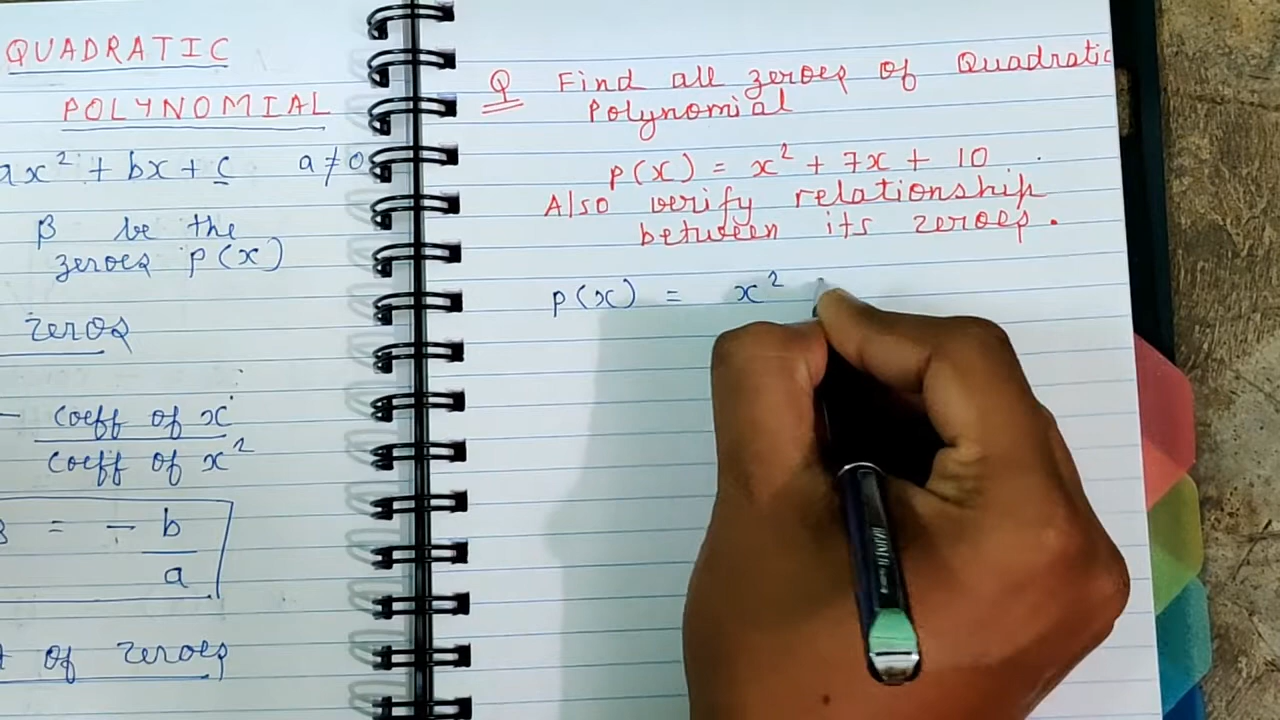 QUADRATIC
POLYNOMIAL
ax² + bx + c a ≠ 0
β be the
zeroes p(x)
zeros
- coeff of x
coeff of x²
= - b
a
of zeroes
Q Find all zeroes of Quadratic
Polynomial
p(x) = x² + 7x + 10
Also verify relationship
between its zeroes.
p(x) = x²